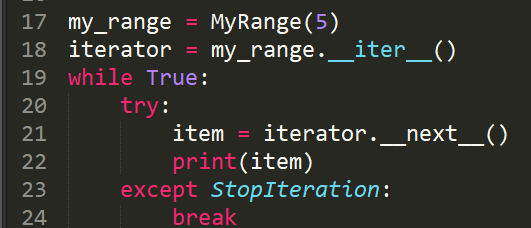 17 my_range = MyRange(5)
18 iterator = my_range.__iter__()
19 while True:
20     try:
21         item = iterator.__next__()
22         print(item)
23     except StopIteration:
24         break